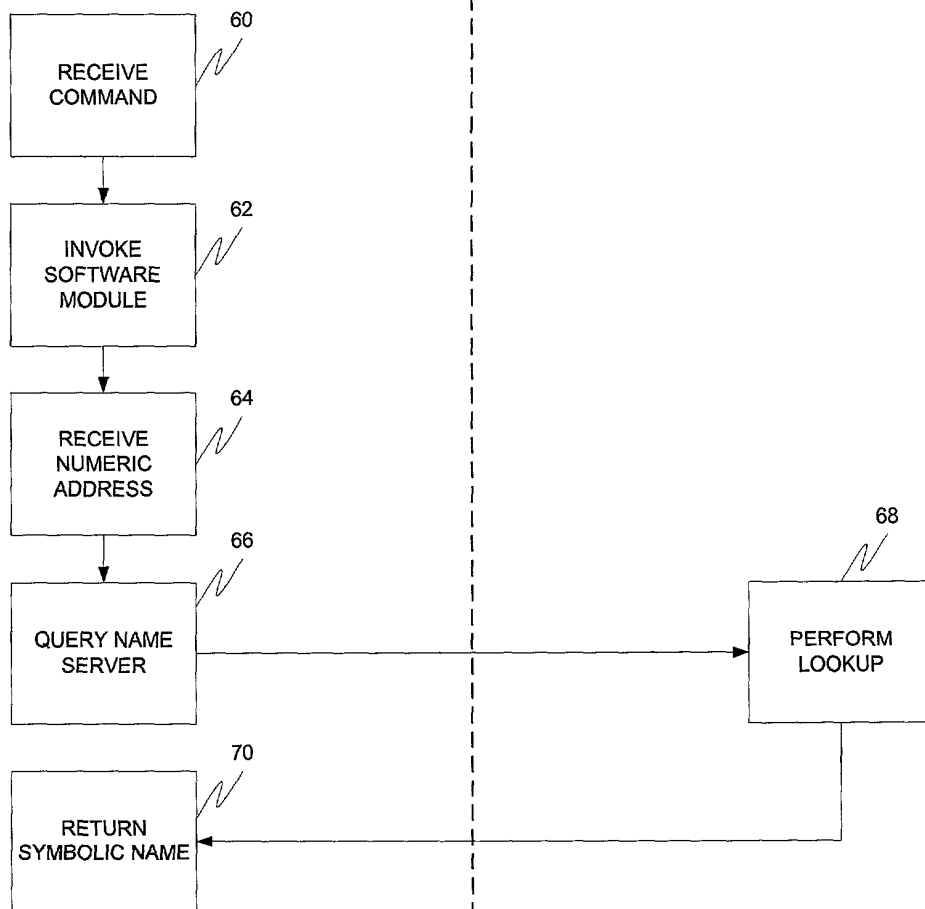 60
RECEIVE
COMMAND
62
INVOKE
SOFTWARE
MODULE
64
RECEIVE
NUMERIC
ADDRESS
66
QUERY NAME
SERVER
68
PERFORM
LOOKUP
70
RETURN
SYMBOLIC NAME